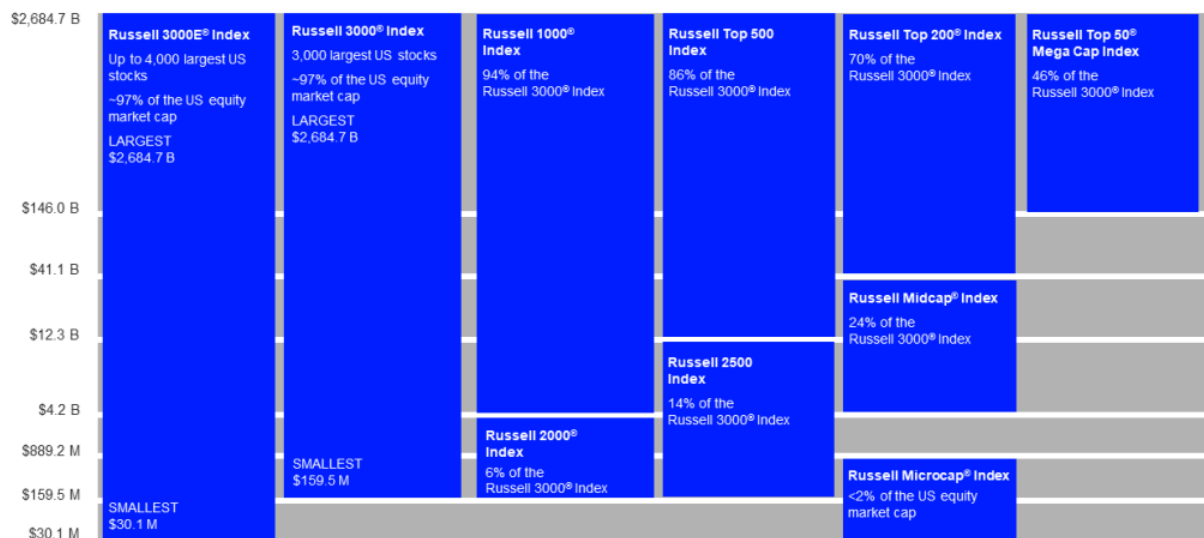 $2,684.7 B
$146.0 B
$41.1 B
$12.3 B
$4.2 B
$889.2 M
$159.5 M
$30.1 M
Russell 3000E® Index
Up to 4,000 largest US
stocks
~97% of the US equity
market cap
LARGEST
$2,684.7 B
SMALLEST
$30.1 M
Russell 3000® Index
3,000 largest US stocks
~97% of the US equity
market cap
LARGEST
$2,684.7 B
SMALLEST
$159.5 M
Russell 1000®
Index
94% of the
Russell 3000® Index
Russell 2000®
Index
6% of the
Russell 3000® Index
Russell Top 500
Index
86% of the
Russell 3000® Index
Russell 2500
Index
14% of the
Russell 3000® Index
Russell Top 200® Index
70% of the
Russell 3000® Index
Russell Midcap® Index
24% of the
Russell 3000® Index
Russell Microcap® Index
<2% of the US equity
market cap
Russell Top 50®
Mega Cap Index
46% of the
Russell 3000® Index